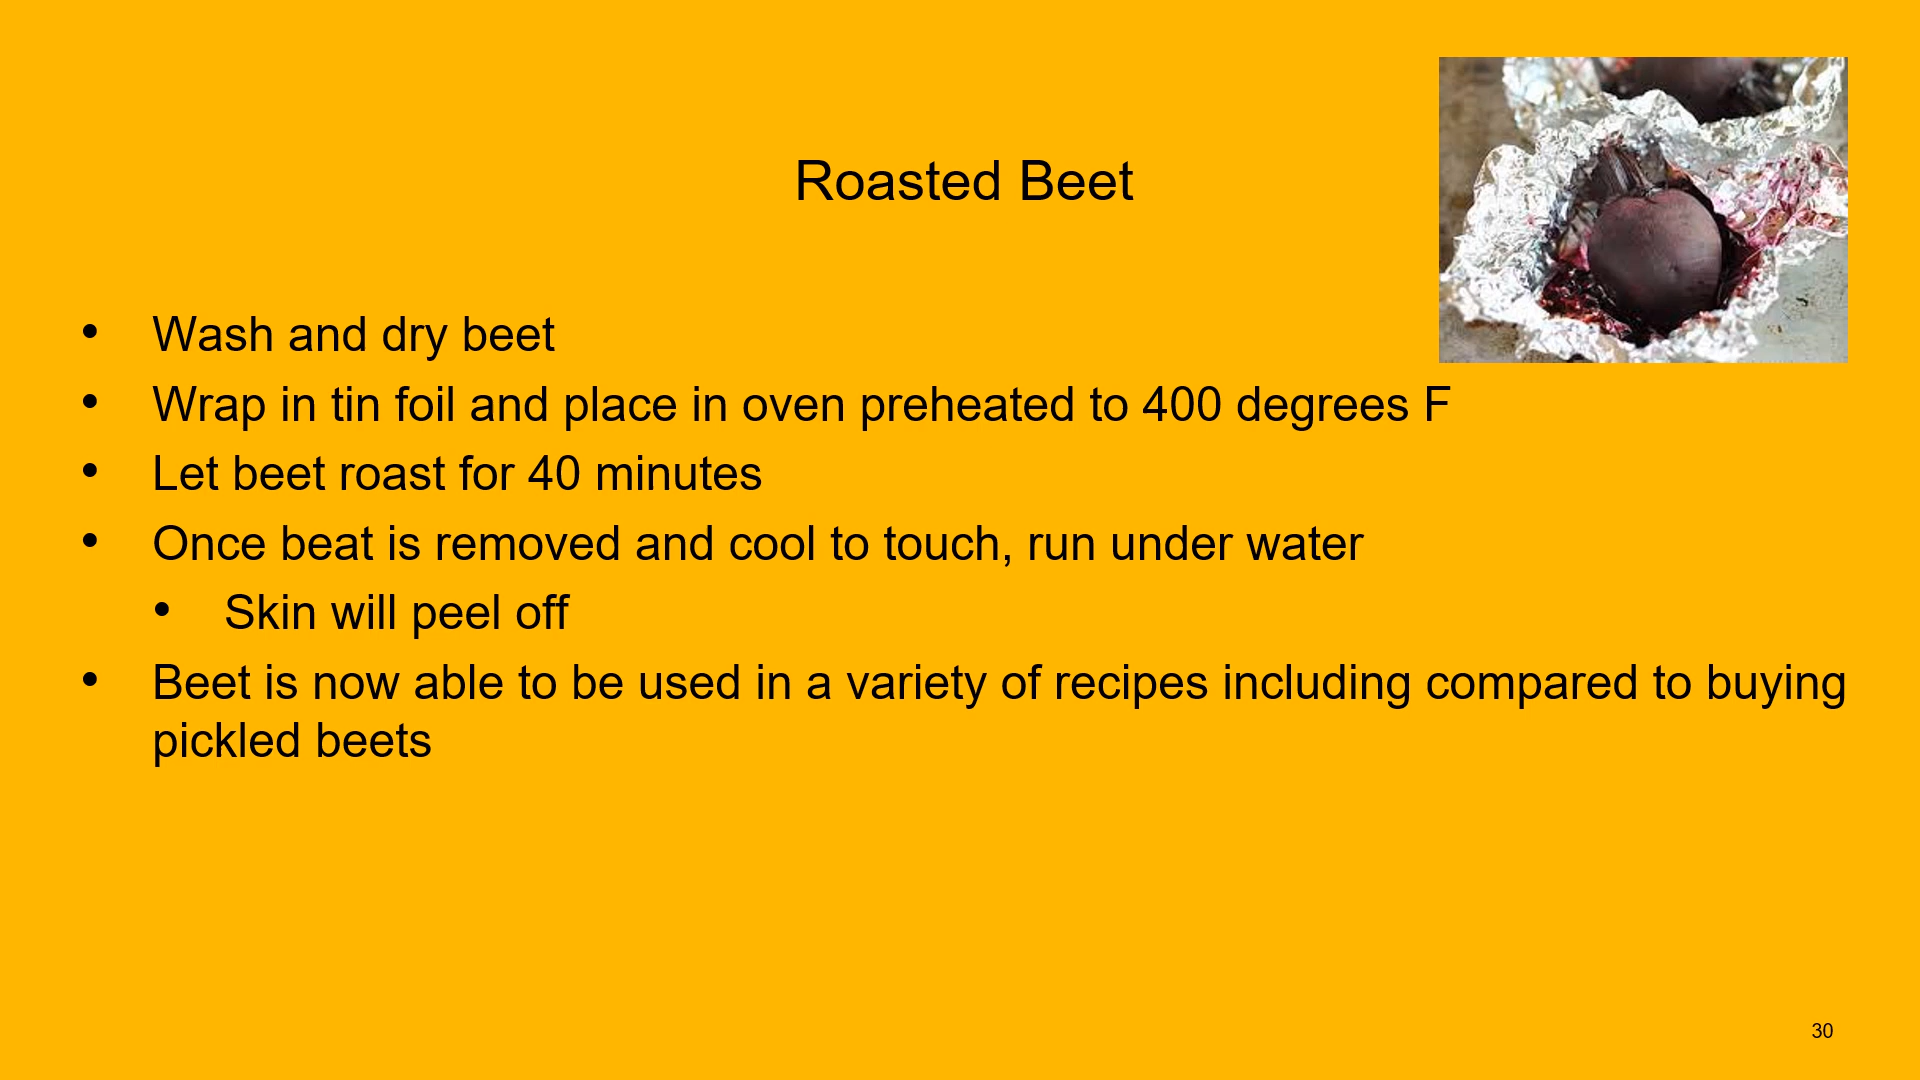 Roasted Beet
• Wash and dry beet
• Wrap in tin foil and place in oven preheated to 400 degrees F
• Let beet roast for 40 minutes
• Once beat is removed and cool to touch, run under water
• Skin will peel off
• Beet is now able to be used in a variety of recipes including compared to buying
pickled beets
30